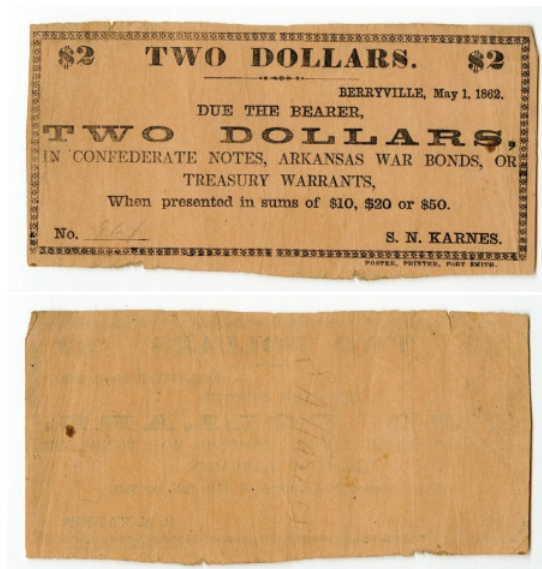 $2 TWO DOLLARS. $2
BERRYVILLE, May 1, 1862.
DUE THE BEARER,
TWO DOLLARS,
IN CONFEDERATE NOTES, ARKANSAS WAR BONDS, OR
TREASURY WARRANTS,
When presented in sums of $10, $20 or $50.
No.
S. N. KARNES.
FOSTER, PRINTER, FORT SMITH.